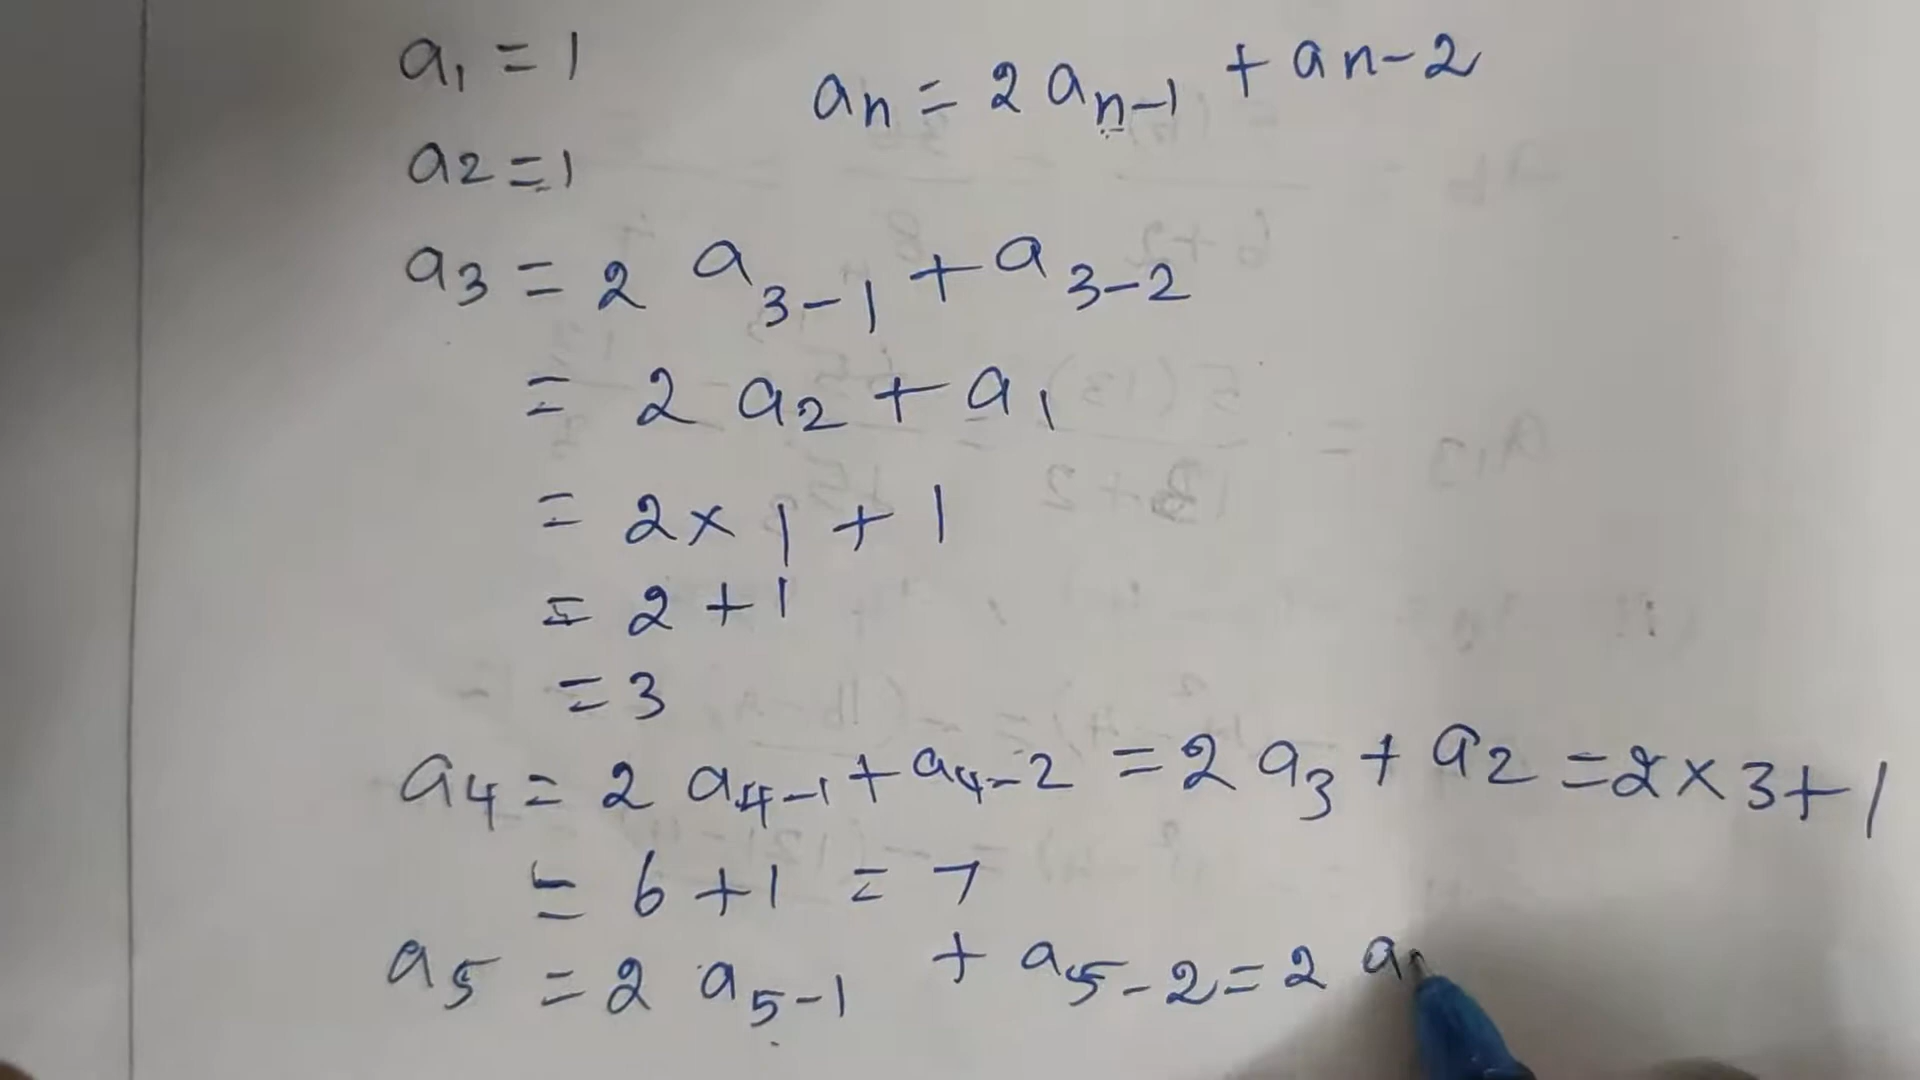 a₁ = 1
aₙ = 2 aₙ₋₁ + an-2
a2 = 1
a3 = 2 a₃₋₁ + a₃₋₂
= 2 a₂ + a₁
= 2 × 1 + 1
= 2 + 1
= 3
a₄ = 2 a₄₋₁ + a₄₋₂ = 2 a₃ + a₂ = 2 × 3 + 1
= 6 + 1 = 7
a₅ = 2 a₅₋₁ + a₅₋₂ = 2 a